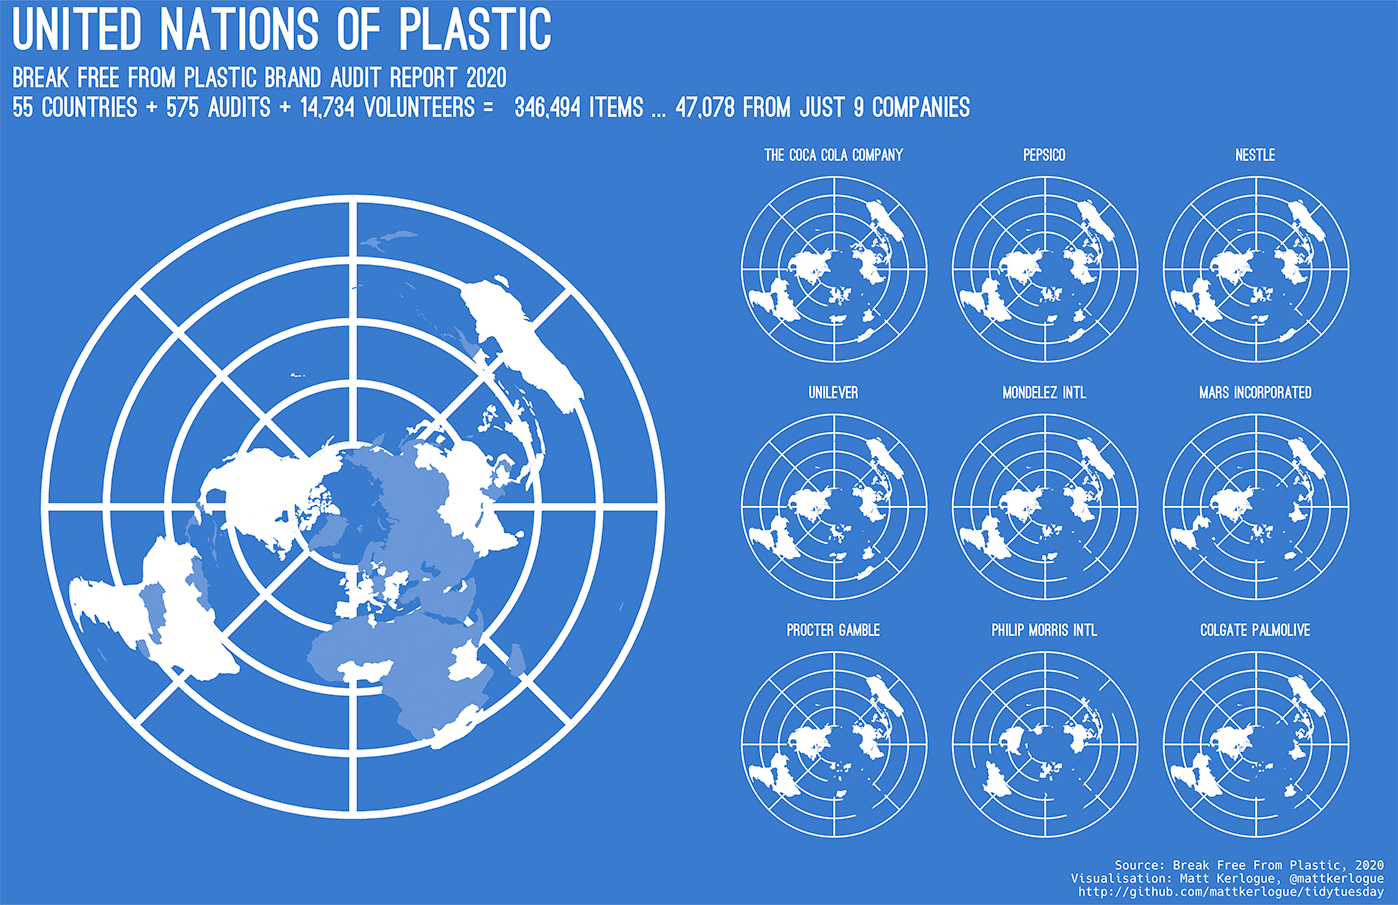 UNITED NATIONS OF PLASTIC
BREAK FREE FROM PLASTIC BRAND AUDIT REPORT 2020
55 COUNTRIES + 575 AUDITS + 14,734 VOLUNTEERS = 346,494 ITEMS ... 47,078 FROM JUST 9 COMPANIES
THE COCA COLA COMPANY
PEPSICO
NESTLE
UNILEVER
MONDELEZ INTL
MARS INCORPORATED
PROCTER GAMBLE
PHILIP MORRIS INTL
COLGATE PALMOLIVE
Source: Break Free From Plastic, 2020
Visualisation: Matt Kerlogue, @mattkerlogue
http://github.com/mattkerlogue/tidytuesday